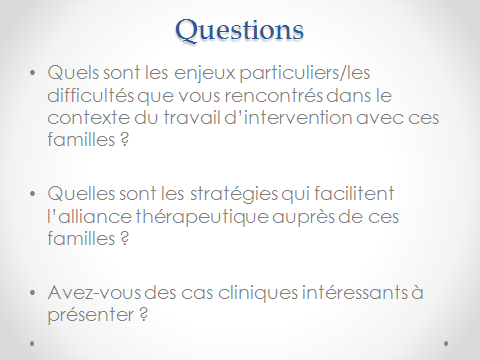 Questions
• Quels sont les enjeux particuliers/les
difficultés que vous rencontrés dans le
contexte du travail d'intervention avec ces
familles ?
• Quelles sont les stratégies qui facilitent
l'alliance thérapeutique auprès de ces
familles ?
• Avez-vous des cas cliniques intéressants à
présenter ?